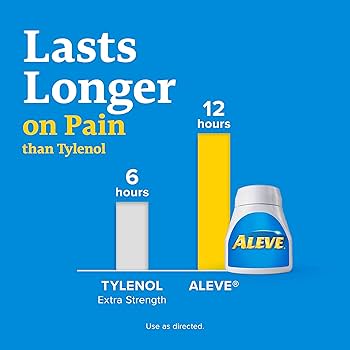 Lasts
Longer
on Pain
than Tylenol
12
hours
6
hours
ALEVE®
TYLENOL
Extra Strength
ALEVE®
Use as directed.